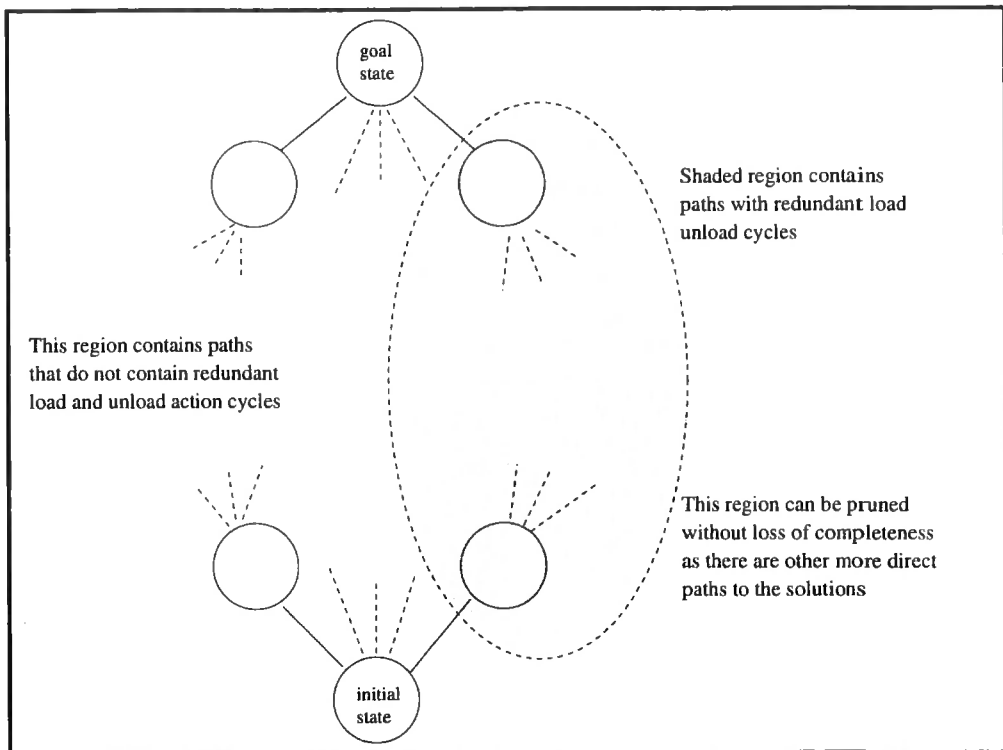 goal
state
Shaded region contains
paths with redundant load
unload cycles
This region contains paths
that do not contain redundant
load and unload action cycles
This region can be pruned
without loss of completeness
as there are other more direct
paths to the solutions
initial
state